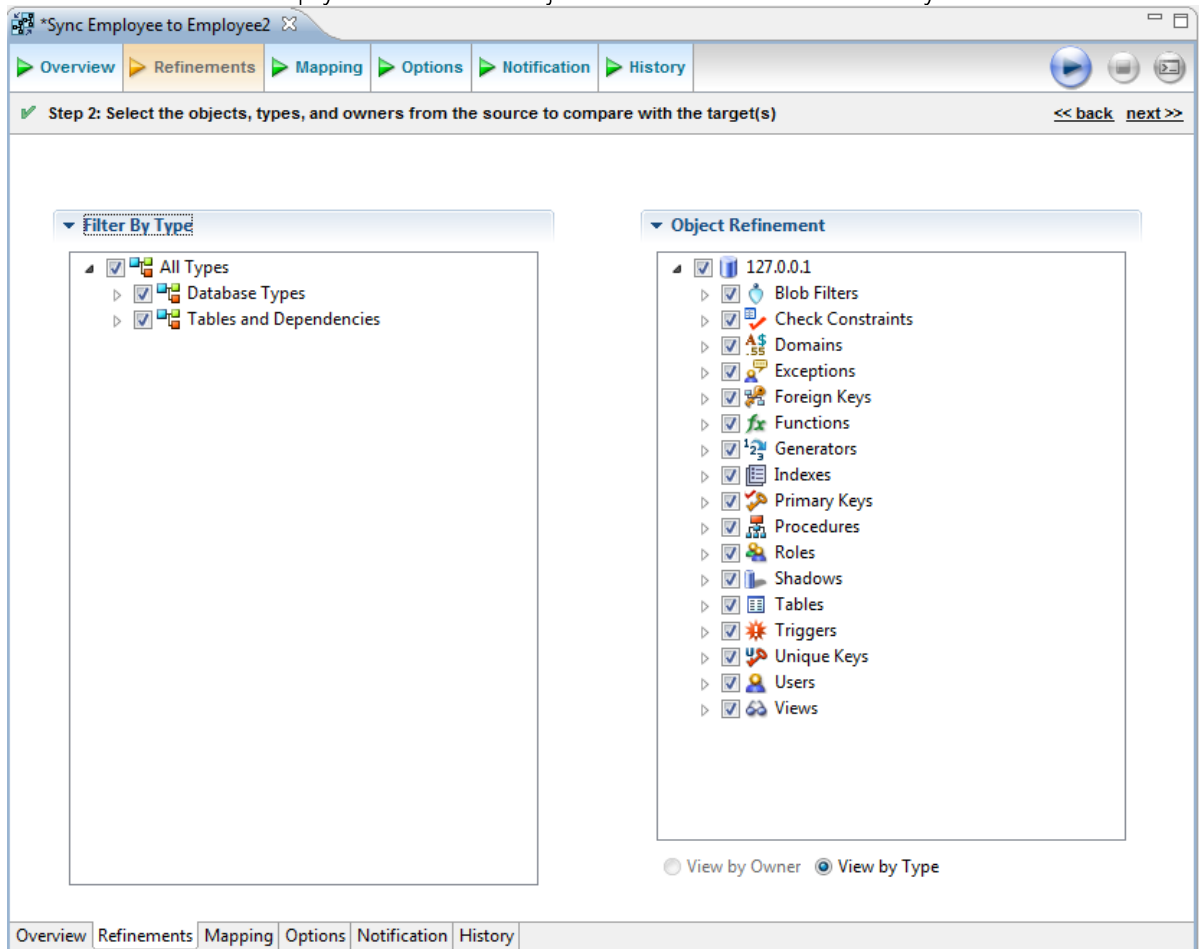 *Sync Employee to Employee2
Overview Refinements Mapping Options Notification History
Step 2: Select the objects, types, and owners from the source to compare with the target(s) << back next >>
Filter By Type
All Types
Database Types
Tables and Dependencies
Object Refinement
127.0.0.1
Blob Filters
Check Constraints
Domains
Exceptions
Foreign Keys
Functions
Generators
Indexes
Primary Keys
Procedures
Roles
Shadows
Tables
Triggers
Unique Keys
Users
Views
View by Owner View by Type
Overview Refinements Mapping Options Notification History